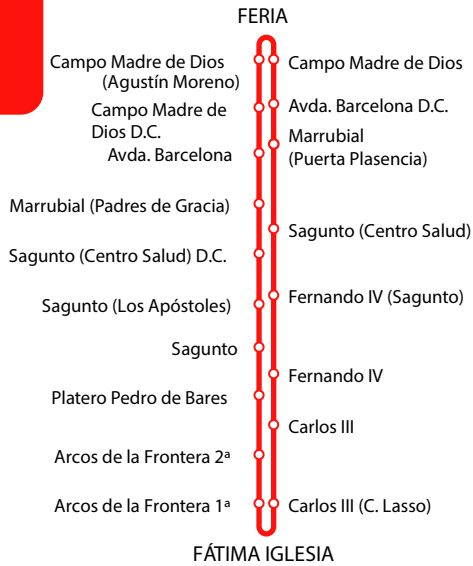 FERIA
Campo Madre de Dios
(Agustín Moreno)
Campo Madre de
Dios D.C.
Avda. Barcelona
Marrubial (Padres de Gracia)
Sagunto (Centro Salud) D.C.
Sagunto (Los Apóstoles)
Sagunto
Platero Pedro de Bares
Arcos de la Frontera 2ª
Arcos de la Frontera 1ª
Campo Madre de Dios
Avda. Barcelona D.C.
Marrubial
(Puerta Plasencia)
Sagunto (Centro Salud)
Fernando IV (Sagunto)
Fernando IV
Carlos III
Carlos III (C. Lasso)
FÁTIMA IGLESIA